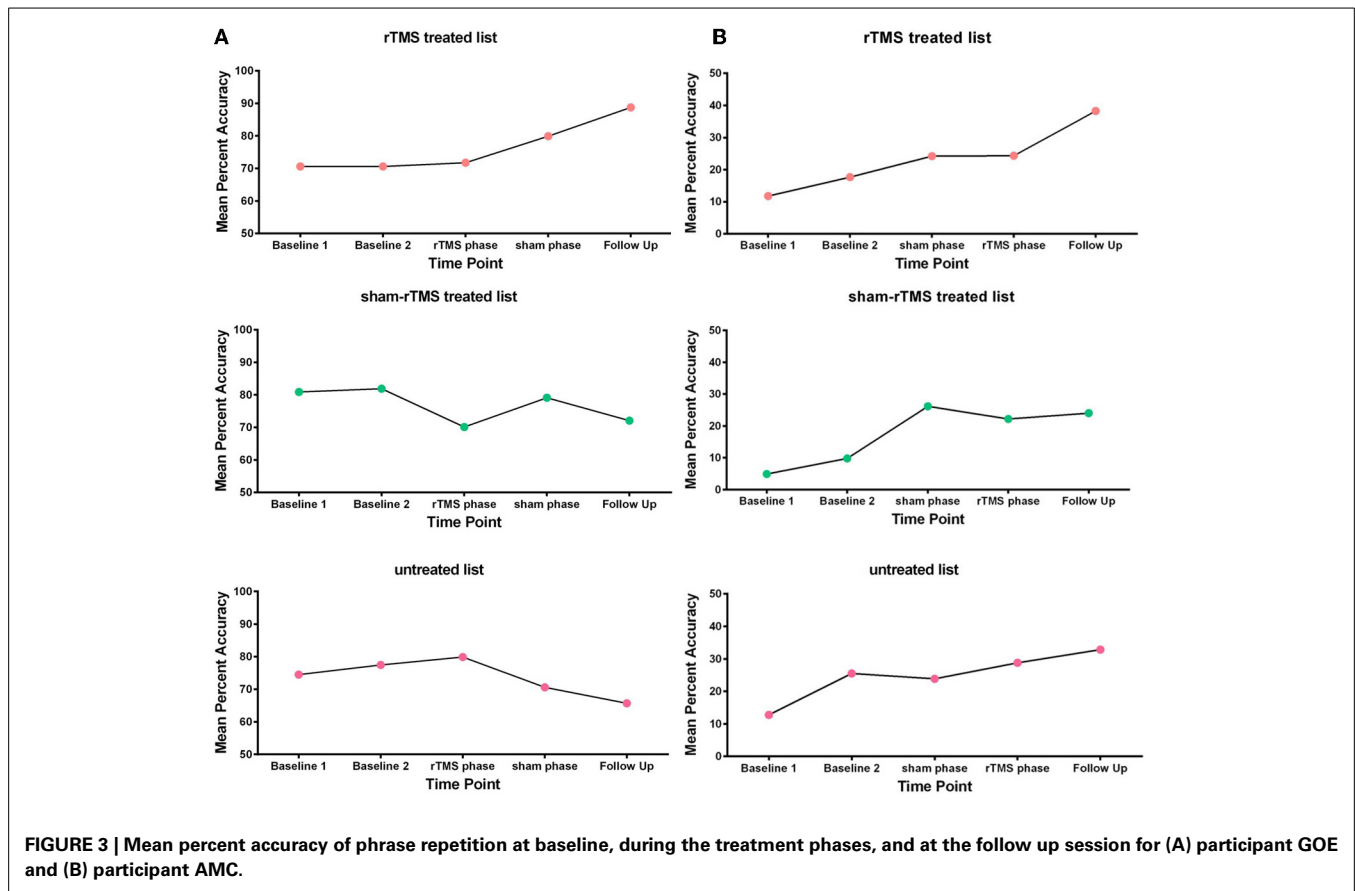 A
rTMS treated list
Mean Percent Accuracy
100
90
80
70
60
50
Baseline 1 Baseline 2 rTMS phase sham phase Follow Up
Time Point
B
rTMS treated list
Mean Percent Accuracy
50
40
30
20
10
0
Baseline 1 Baseline 2 sham phase rTMS phase Follow Up
Time Point
sham-rTMS treated list
Mean Percent Accuracy
100
90
80
70
60
50
Baseline 1 Baseline 2 rTMS phase sham phase Follow Up
Time Point
sham-rTMS treated list
Mean Percent Accuracy
50
40
30
20
10
0
Baseline 1 Baseline 2 sham phase rTMS phase Follow Up
Time Point
untreated list
Mean Percent Accuracy
100
90
80
70
60
50
Baseline 1 Baseline 2 rTMS phase sham phase Follow Up
Time Point
untreated list
Mean Percent Accuracy
50
40
30
20
10
0
Baseline 1 Baseline 2 sham phase rTMS phase Follow Up
Time Point
FIGURE 3 | Mean percent accuracy of phrase repetition at baseline, during the treatment phases, and at the follow up session for (A) participant GOE
and (B) participant AMC.